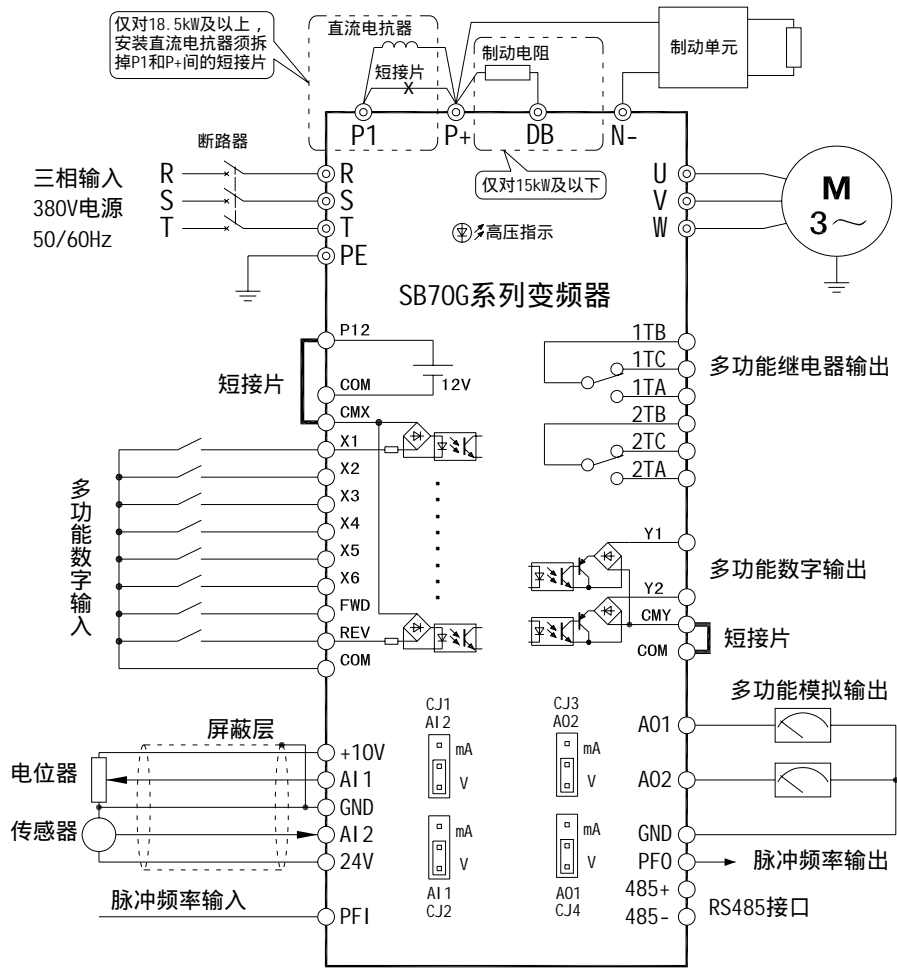 仅对18.5kW及以上，
安装直流电抗器须拆
掉P1和P+间的短接片
直流电抗器
短接片
X
制动电阻
制动单元
P1
P+
DB
N-
仅对15kW及以下
断路器
三相输入
380V电源
50/60Hz
R
S
T
R
S
T
PE
高压指示
U
V
W
M
3～
SB70G系列变频器
P12
COM
12V
CMX
短接片
X1
X2
X3
X4
X5
X6
FWD
REV
COM
多功能数字输入
1TB
1TC
1TA
2TB
2TC
2TA
多功能继电器输出
Y1
Y2
CMY
COM
多功能数字输出
短接片
多功能模拟输出
CJ1
AI2
mA
V
CJ3
AO2
mA
V
mA
V
AI1
CJ2
mA
V
AO1
CJ4
屏蔽层
电位器
传感器
脉冲频率输入
+10V
AI1
GND
AI2
24V
PFI
AO1
AO2
GND
PFO
脉冲频率输出
485+
485-
RS485接口